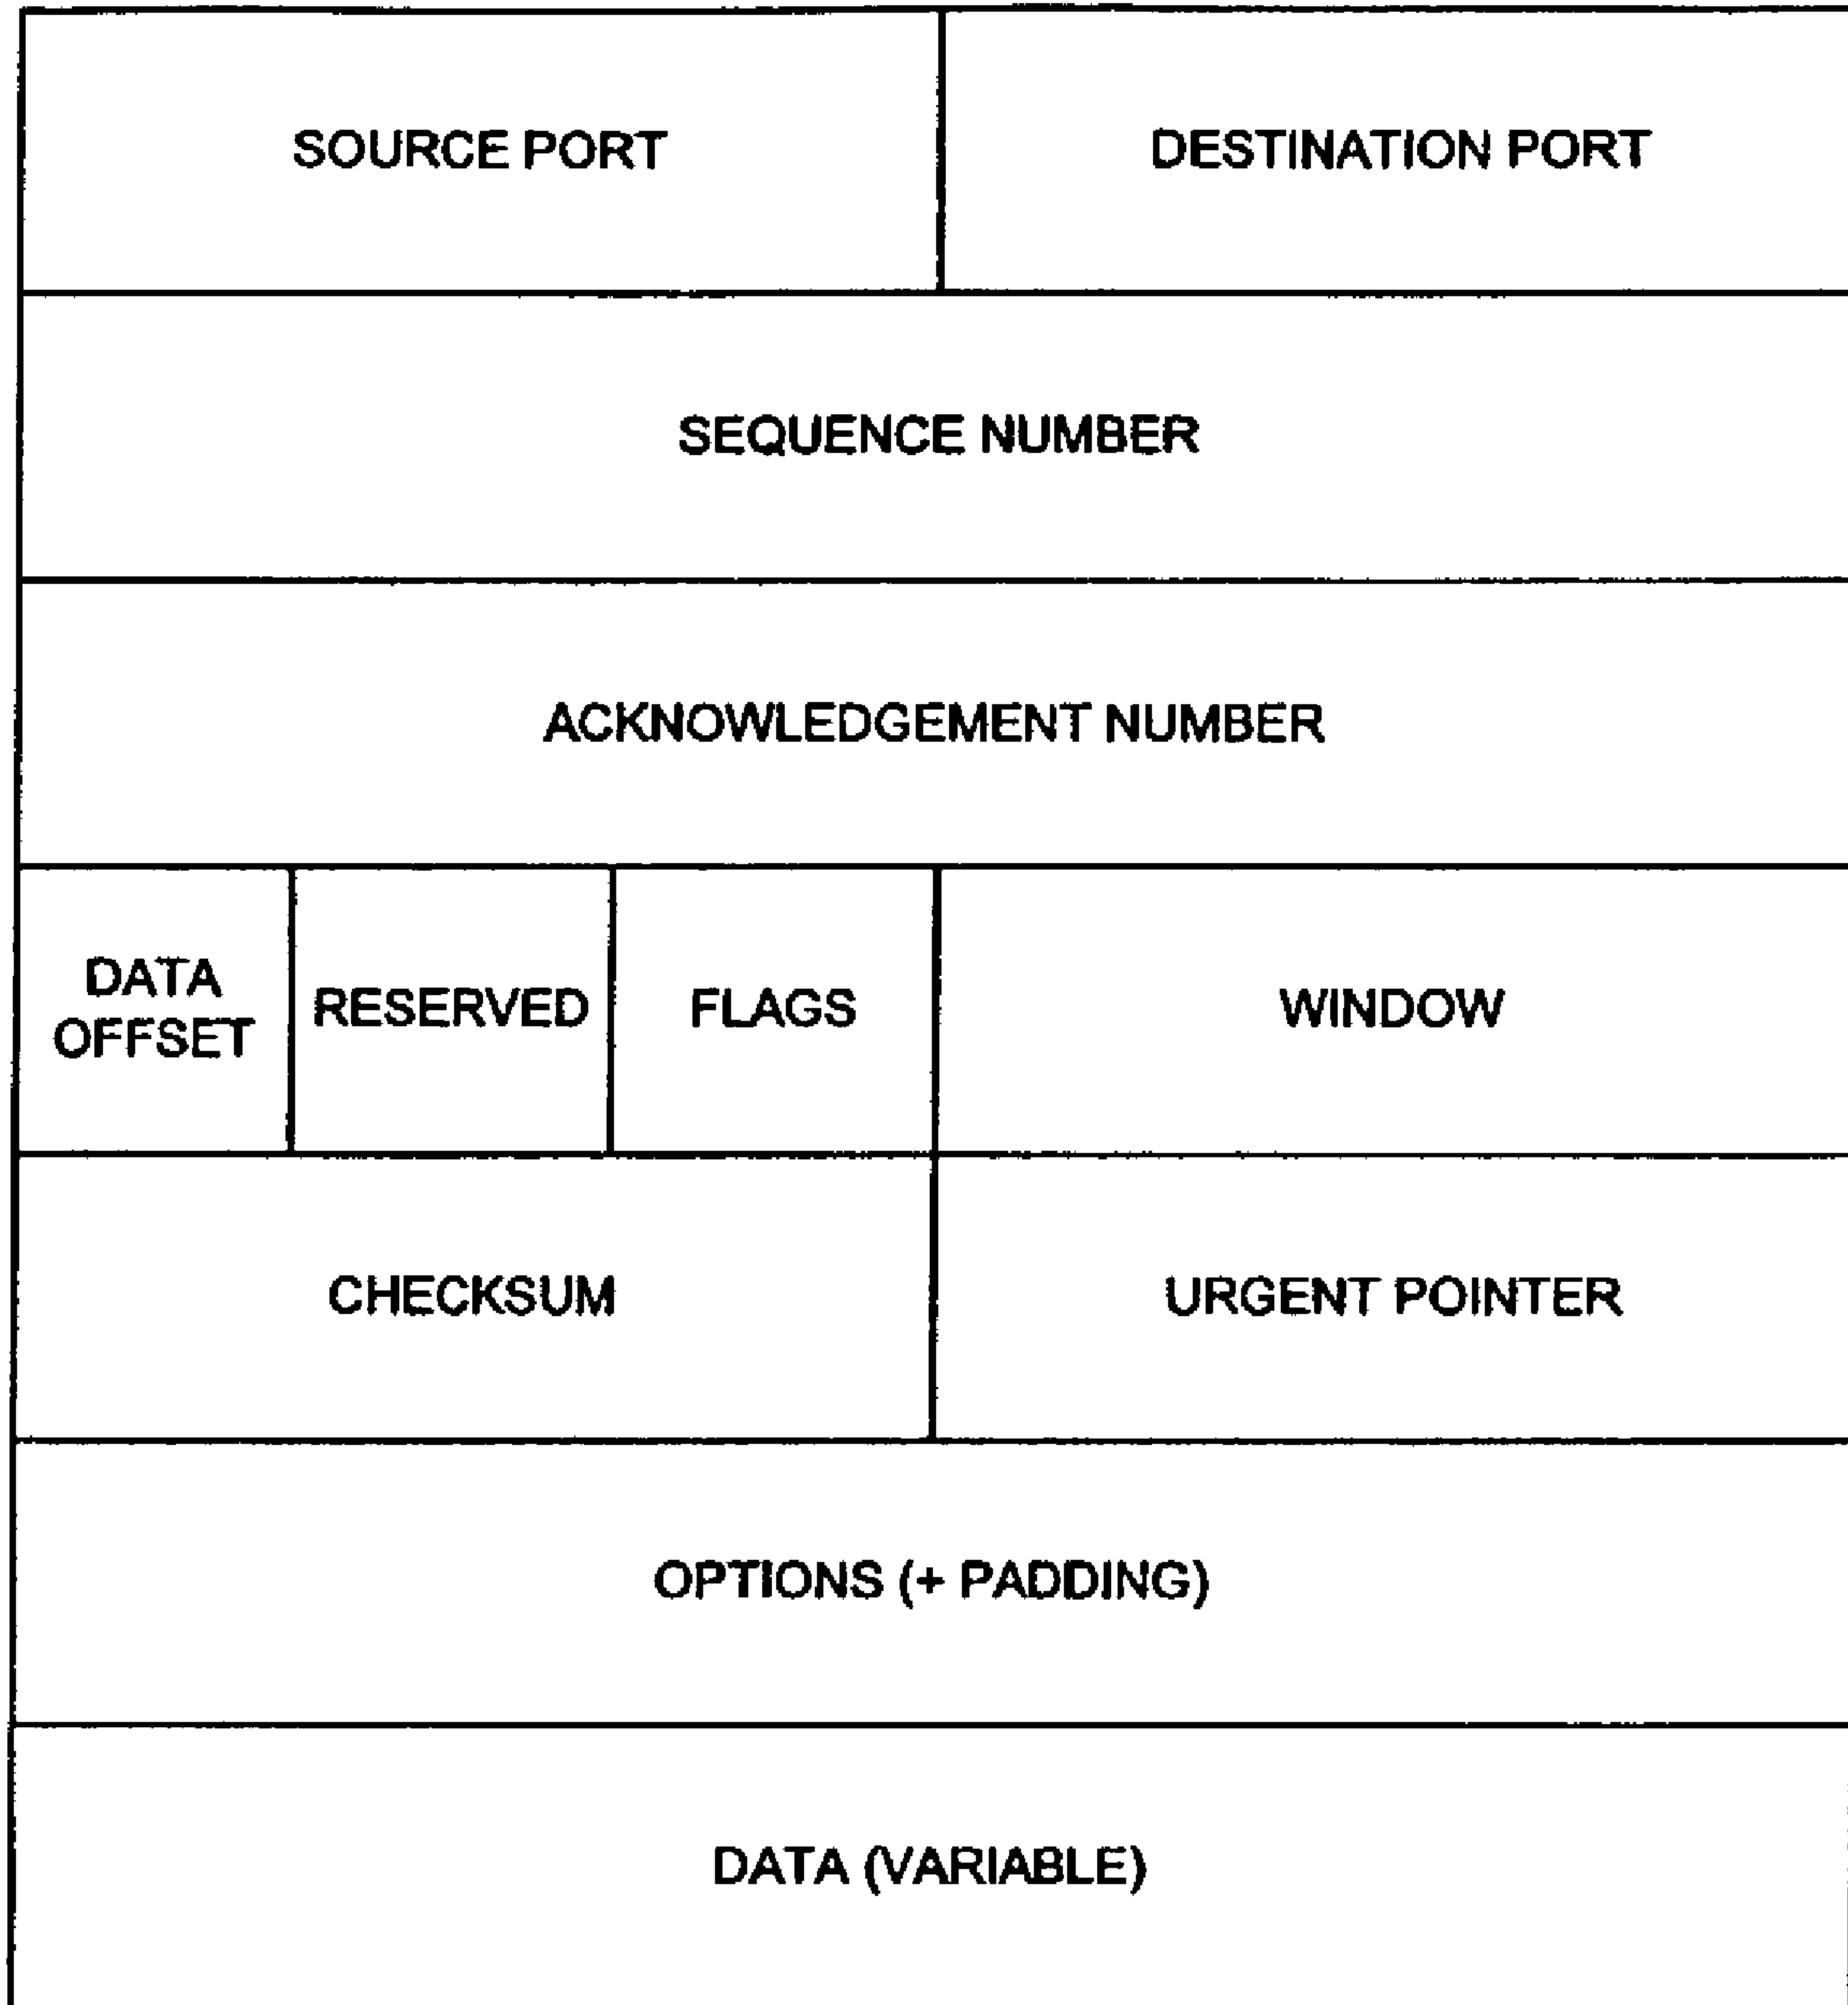 SOURCE PORT
DESTINATION PORT
SEQUENCE NUMBER
ACKNOWLEDGEMENT NUMBER
DATA
OFFSET
RESERVED
FLAGS
WINDOW
CHECKSUM
URGENT POINTER
OPTIONS (+ PADDING)
DATA (VARIABLE)